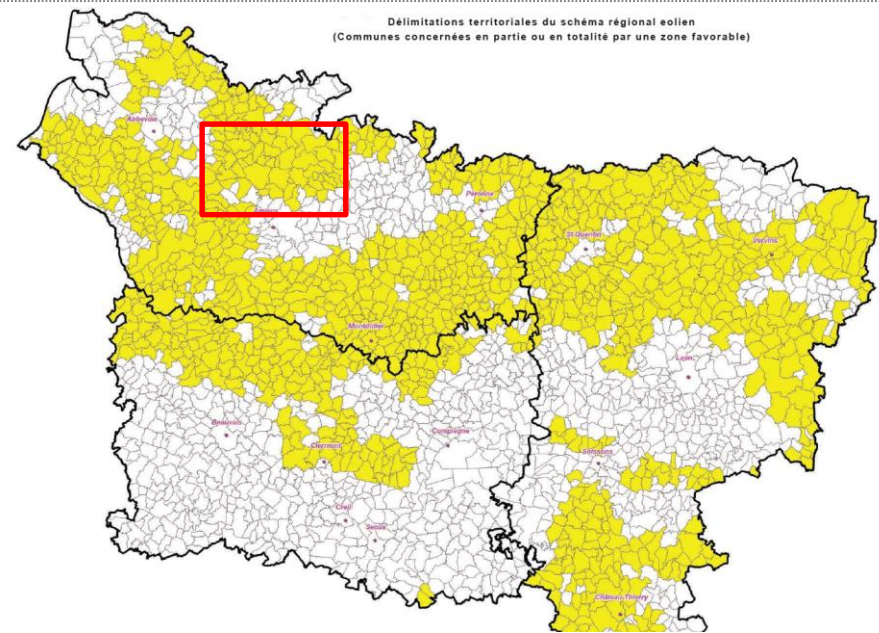 Délimitations territoriales du schéma régional eolien
(Communes concernées en partie ou en totalité par une zone favorable)
Abbeville
Péronne
Amiens
St-Quentin
Vervins
Montdidier
Laon
Beauvais
Compiègne
Clermont
Soissons
Creil
Senlis
Château-Thierry